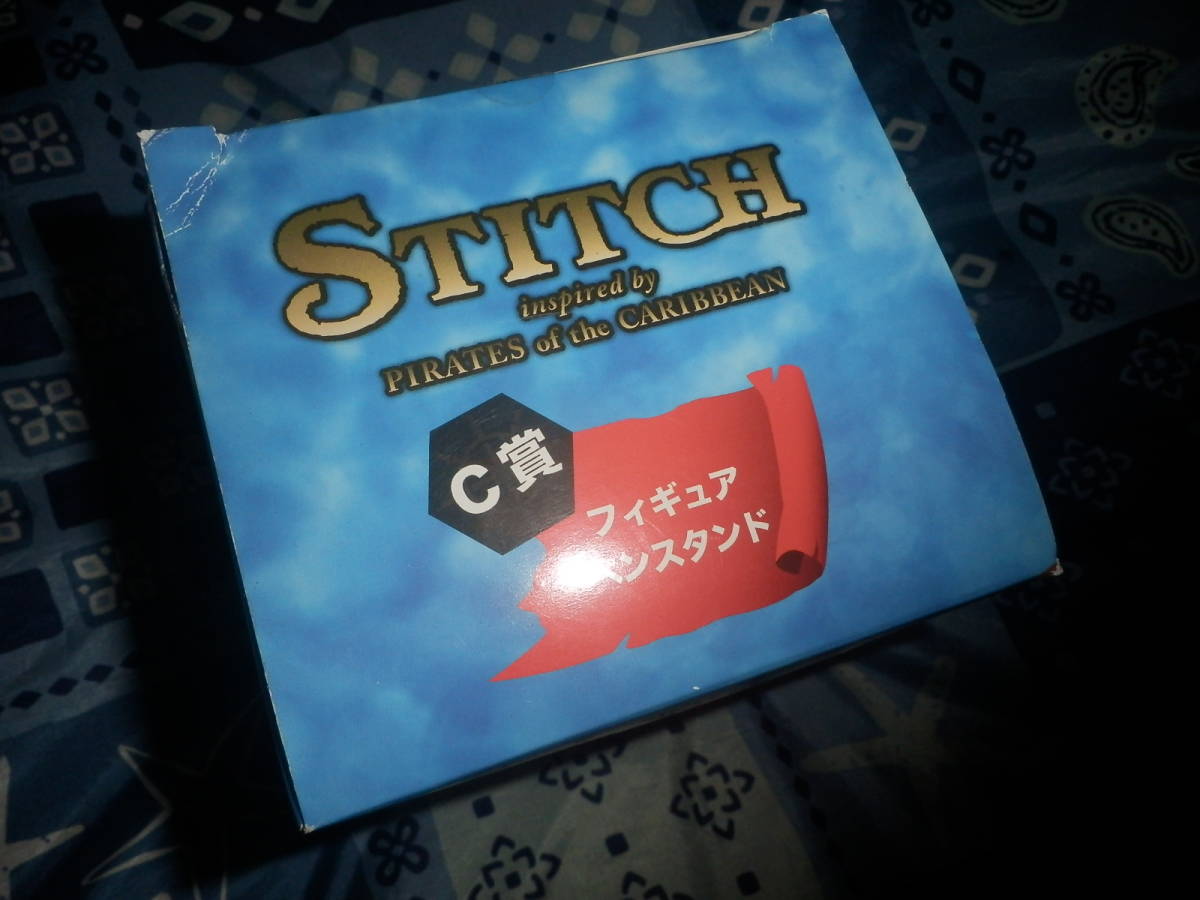 STITCH
inspired by
PIRATES of the CARIBBEAN
C賞
フィギュア
ペンスタンド